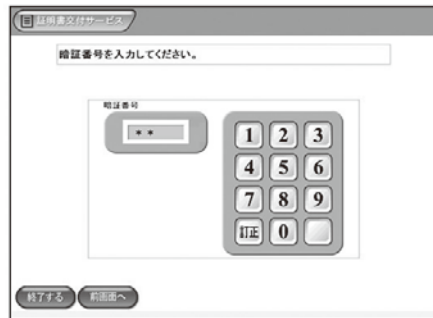 証明書交付サービス
暗証番号を入力してください。
暗証番号
＊＊
1 2 3
4 5 6
7 8 9
訂正 0
終了する 前画面へ